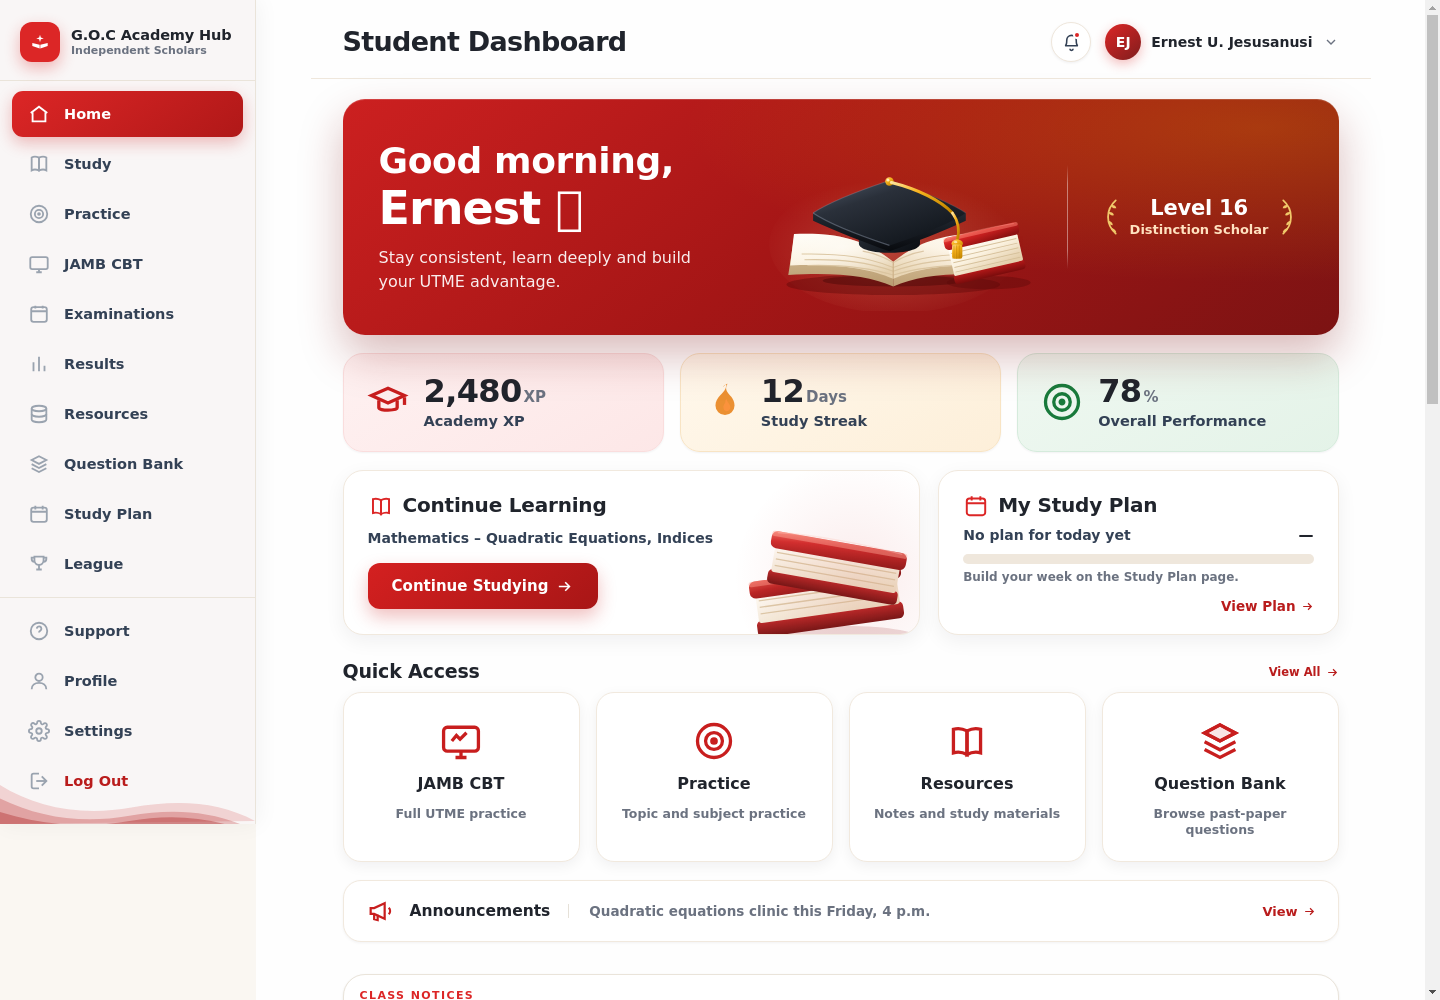 G.O.C Academy Hub
Independent Scholars
Home
Study
Practice
JAMB CBT
Examinations
Results
Resources
Question Bank
Study Plan
League
Support
Profile
Settings
Log Out
Student Dashboard
EJ
Ernest U. Jesusanusi
Good morning,
Ernest
Stay consistent, learn deeply and build
your UTME advantage.
Level 16
Distinction Scholar
2,480 XP
Academy XP
12 Days
Study Streak
78 %
Overall Performance
Continue Learning
Mathematics – Quadratic Equations, Indices
Continue Studying →
My Study Plan
No plan for today yet —
Build your week on the Study Plan page.
View Plan →
Quick Access
View All →
JAMB CBT
Full UTME practice
Practice
Topic and subject practice
Resources
Notes and study materials
Question Bank
Browse past-paper
questions
Announcements
Quadratic equations clinic this Friday, 4 p.m.
View →
CLASS NOTICES